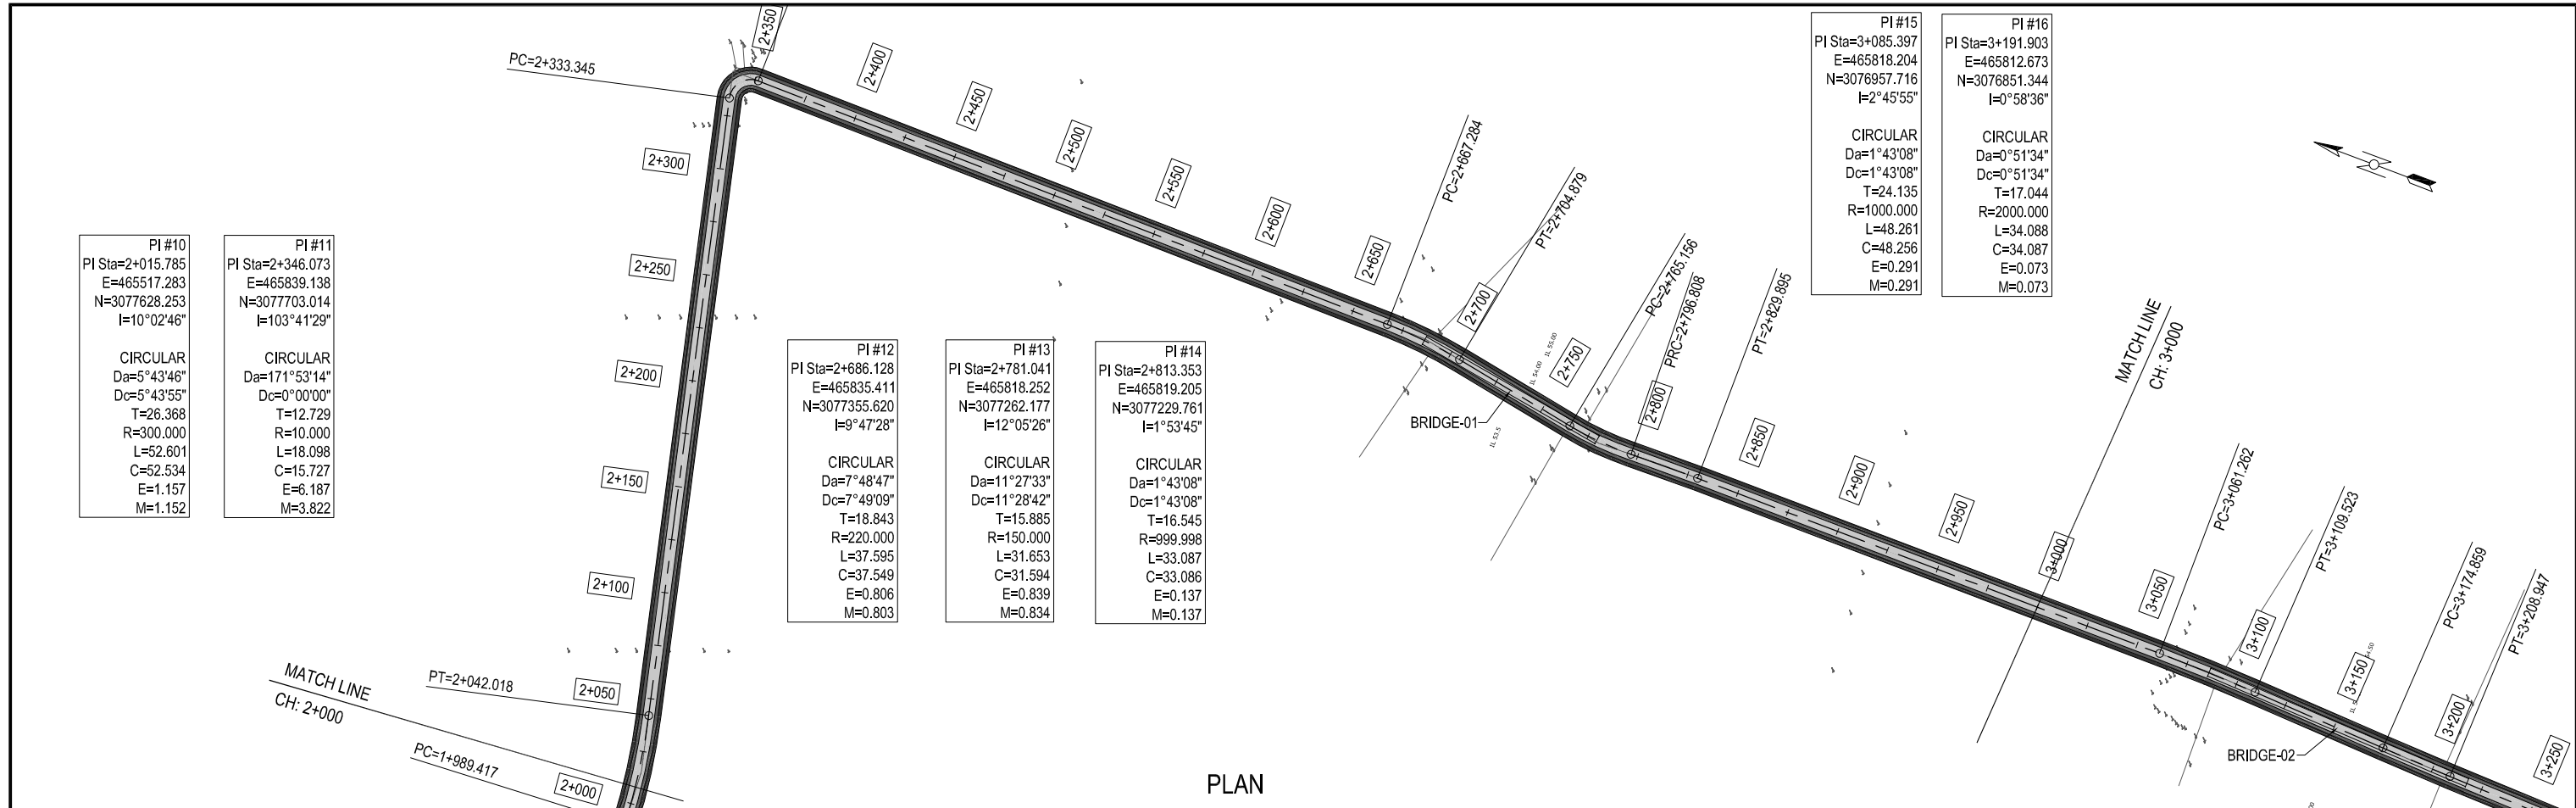 PI #10
PI Sta=2+015.785
E=465517.283
N=3077628.253
I=10°02'46"
CIRCULAR
Da=5°43'46"
Dc=5°43'55"
T=26.368
R=300.000
L=52.601
C=52.534
E=1.157
M=1.152
PI #11
PI Sta=2+346.073
E=465839.138
N=3077703.014
I=103°41'29"
CIRCULAR
Da=171°53'14"
Dc=0°00'00"
T=12.729
R=10.000
L=18.098
C=15.727
E=6.187
M=3.822
PI #12
PI Sta=2+686.128
E=465835.411
N=3077355.620
I=9°47'28"
CIRCULAR
Da=7°48'47"
Dc=7°49'09"
T=18.843
R=220.000
L=37.595
C=37.549
E=0.806
M=0.803
PI #13
PI Sta=2+781.041
E=465818.252
N=3077262.177
I=12°05'26"
CIRCULAR
Da=11°27'33"
Dc=11°28'42"
T=15.885
R=150.000
L=31.653
C=31.594
E=0.839
M=0.834
PI #14
PI Sta=2+813.353
E=465819.205
N=3077229.761
I=1°53'45"
CIRCULAR
Da=1°43'08"
Dc=1°43'08"
T=16.545
R=999.998
L=33.087
C=33.086
E=0.137
M=0.137
PI #15
PI Sta=3+085.397
E=465818.204
N=3076957.716
I=2°45'55"
CIRCULAR
Da=1°43'08"
Dc=1°43'08"
T=24.135
R=1000.000
L=48.261
C=48.256
E=0.291
M=0.291
PI #16
PI Sta=3+191.903
E=465812.673
N=3076851.344
I=0°58'36"
CIRCULAR
Da=0°51'34"
Dc=0°51'34"
T=17.044
R=2000.000
L=34.088
C=34.087
E=0.073
M=0.073
MATCH LINE
CH: 2+000
PC=1+989.417
2+000
PT=2+042.018
2+050
2+100
2+150
2+200
2+250
2+300
PC=2+333.345
2+350
2+400
2+450
2+500
2+550
2+600
2+650
PC=2+667.284
2+700
PT=2+704.879
BRIDGE-01
IL 53.5
IL 54.00
IL 55.00
2+750
PC=2+765.156
PRC=2+796.808
2+800
PT=2+829.895
2+850
2+900
2+950
3+000
MATCH LINE
CH: 3+000
3+050
PC=3+061.262
3+100
PT=3+109.523
3+150
BRIDGE-02
PC=3+174.859
3+200
PT=3+208.947
3+250
N
PLAN